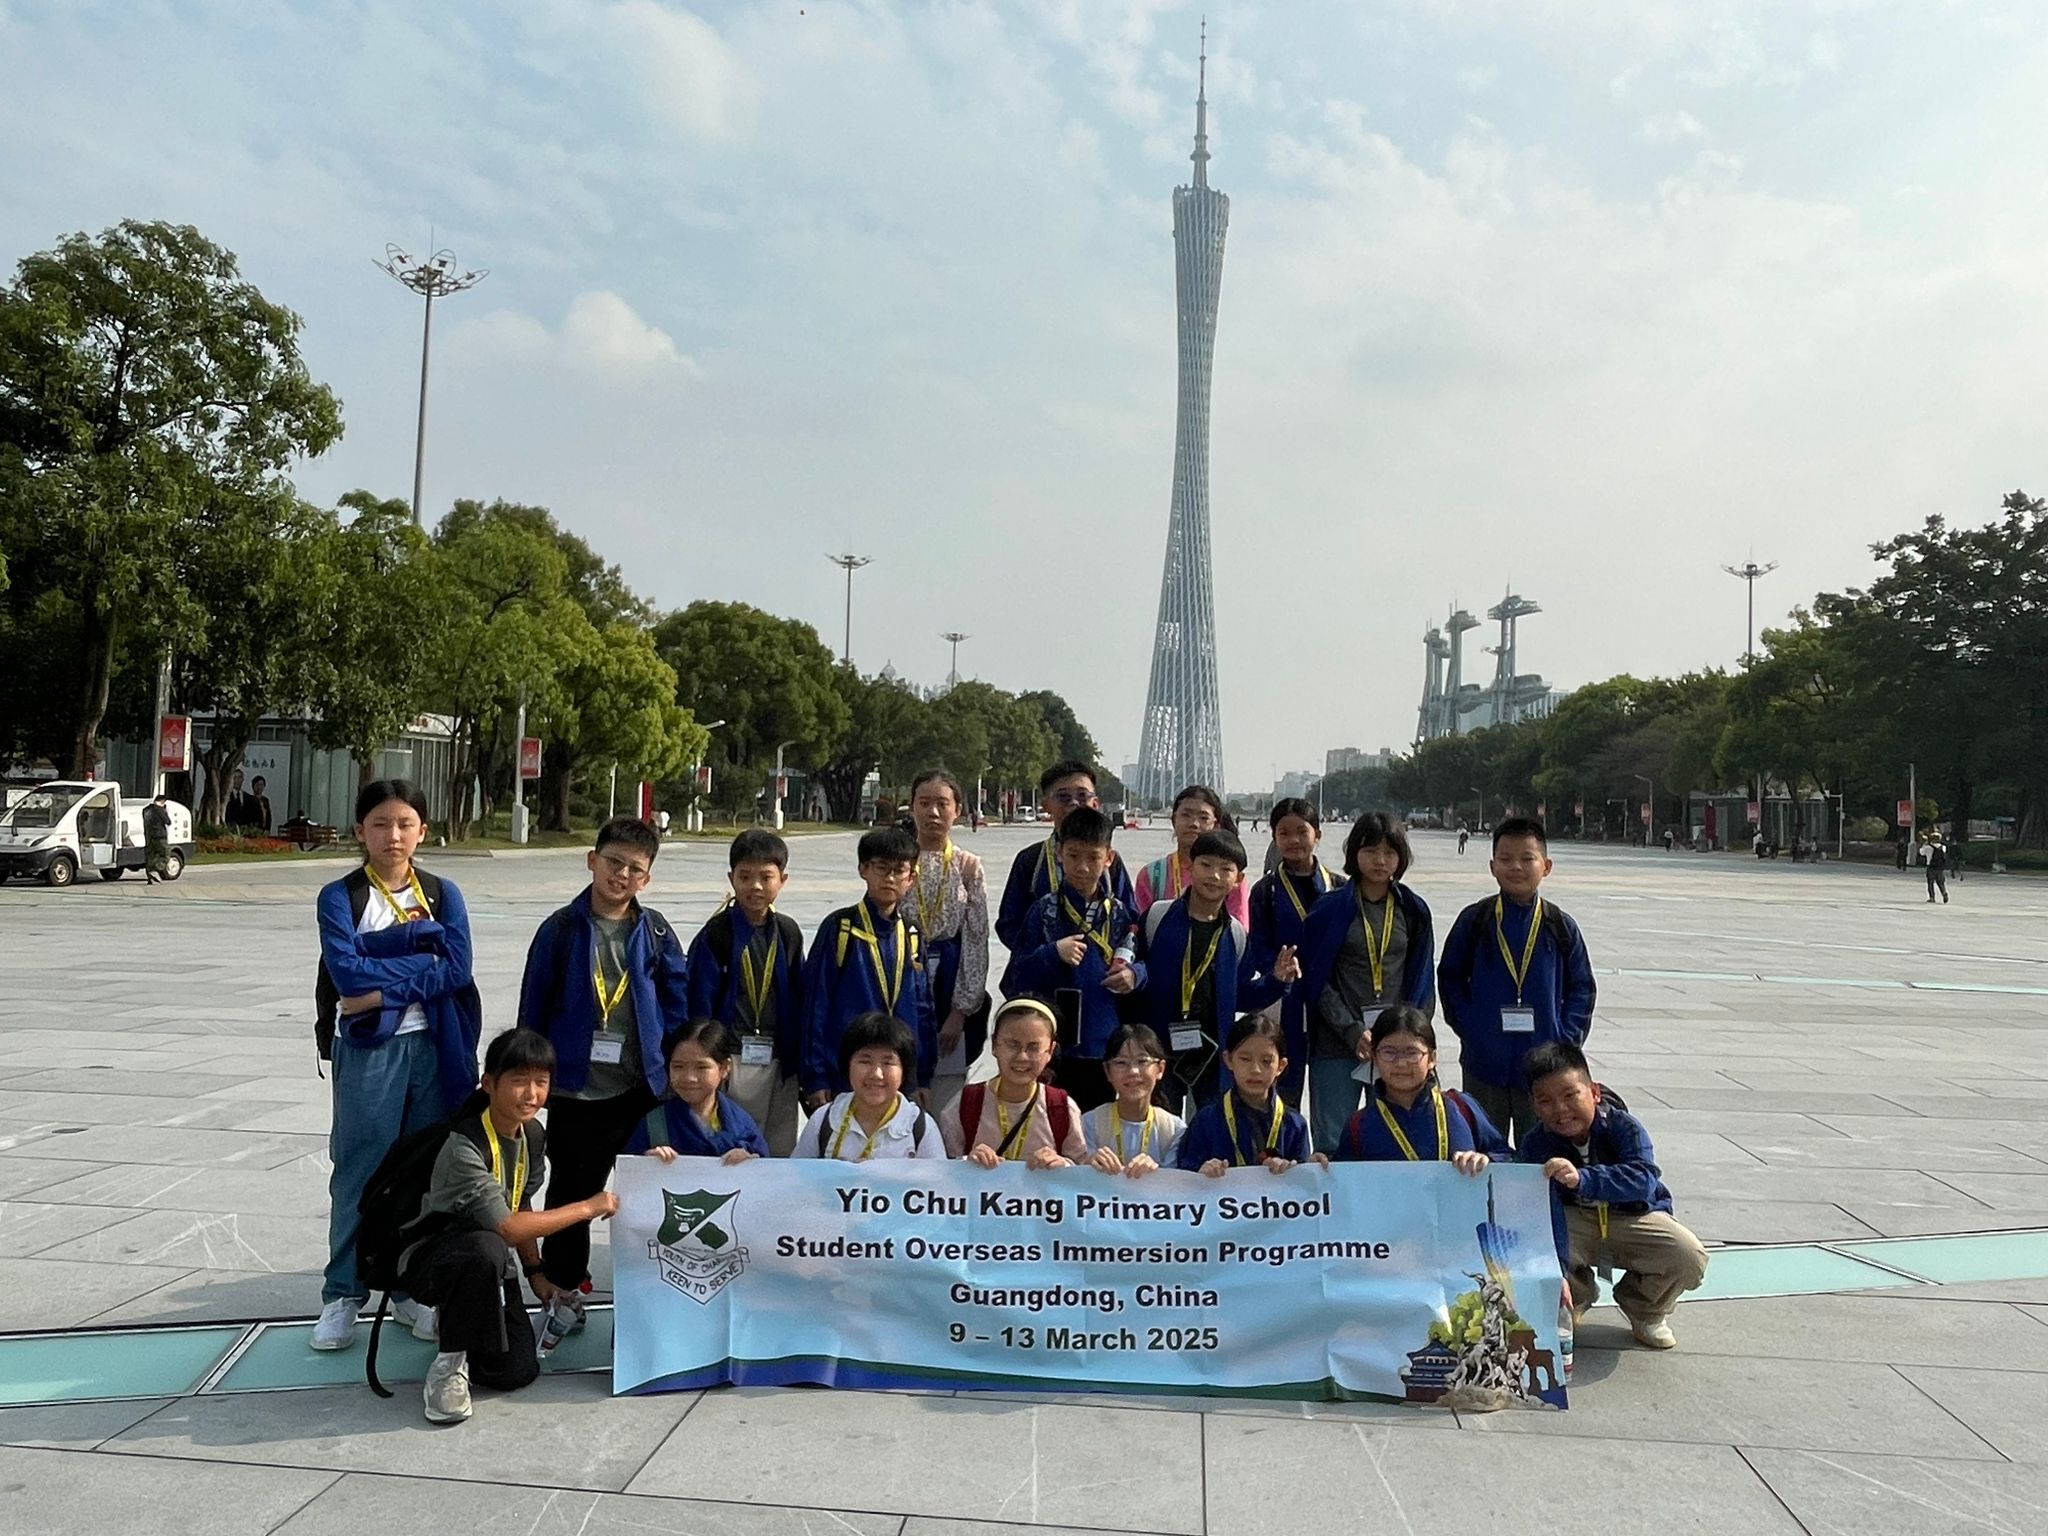 Yio Chu Kang Primary School
Student Overseas Immersion Programme
Guangdong, China
9 – 13 March 2025
KEEN TO SERVE